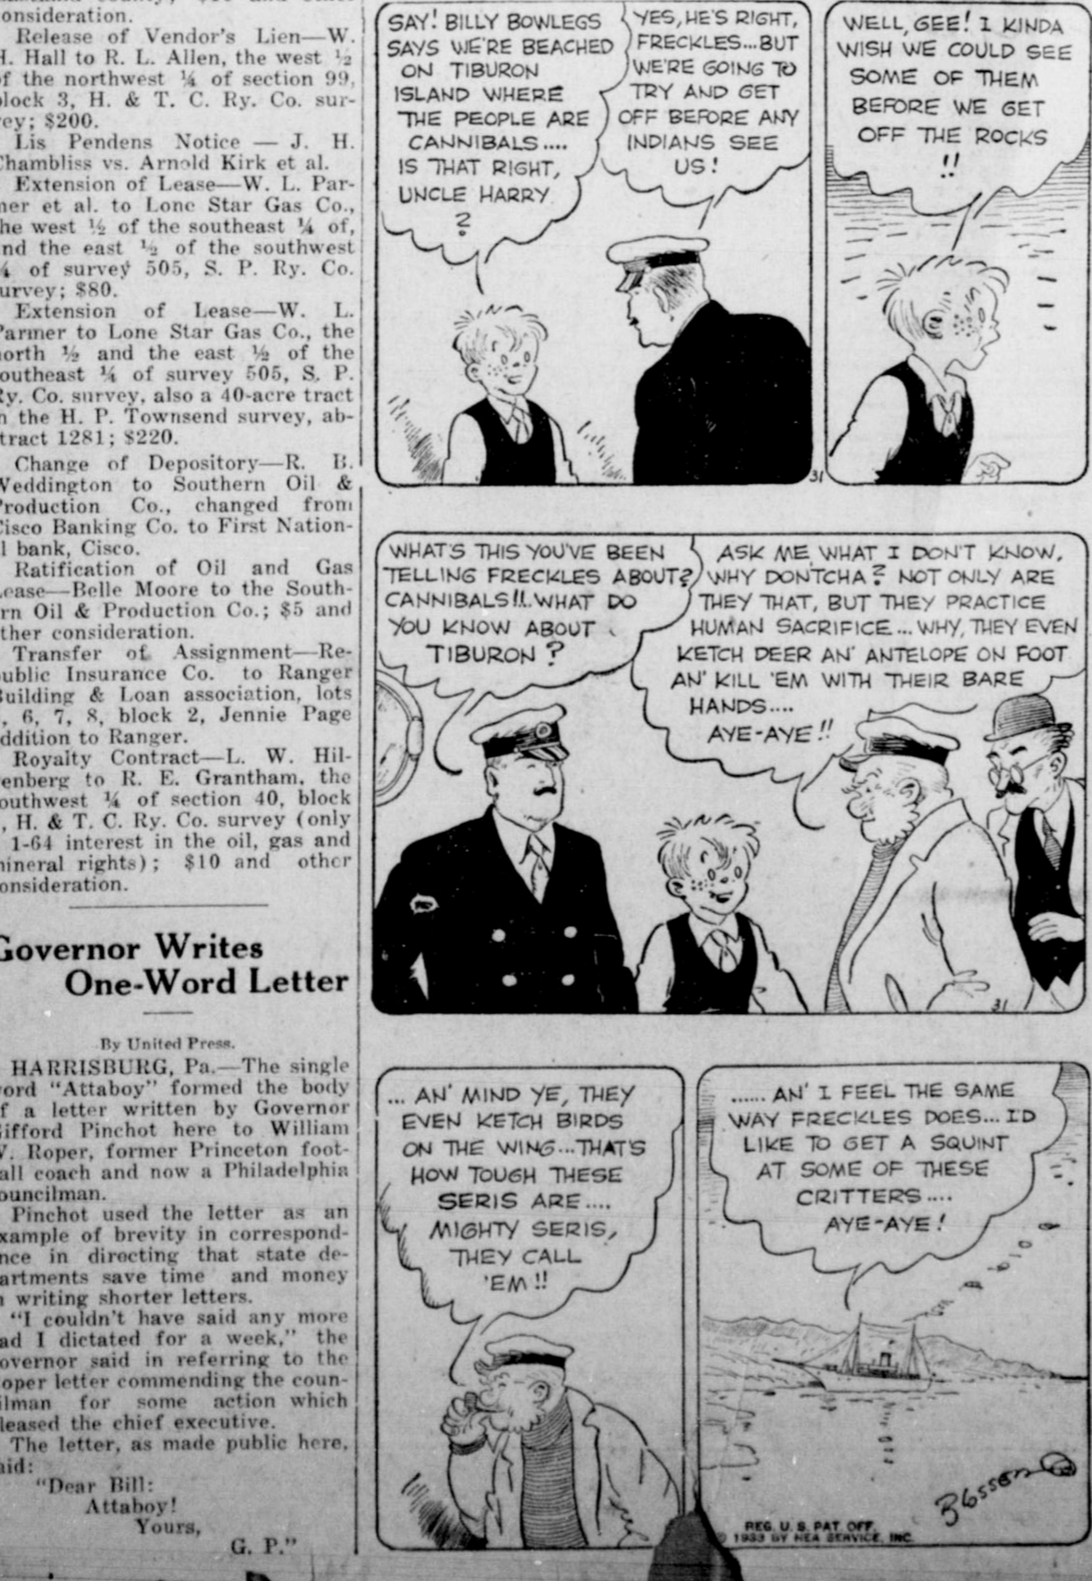 onsideration.
Release of Vendor's Lien—W.
H. Hall to R. L. Allen, the west ½
of the northwest ¼ of section 99,
block 3, H. & T. C. Ry. Co. sur-
vey; $200.
Lis Pendens Notice — J. H.
Chambliss vs. Arnold Kirk et al.
Extension of Lease—W. L. Par-
mer et al. to Lone Star Gas Co.,
the west ½ of the southeast ¼ of,
and the east ½ of the southwest
¼ of survey 505, S. P. Ry. Co.
survey; $80.
Extension of Lease—W. L.
Parmer to Lone Star Gas Co., the
north ½ and the east ½ of the
southeast ¼ of survey 505, S. P.
Ry. Co. survey, also a 40-acre tract
in the H. P. Townsend survey, ab-
stract 1281; $220.
Change of Depository—R. B.
Weddington to Southern Oil &
Production Co., changed from
Cisco Banking Co. to First Nation-
al bank, Cisco.
Ratification of Oil and Gas
Lease—Belle Moore to the South-
ern Oil & Production Co.; $5 and
other consideration.
Transfer of Assignment—Re-
public Insurance Co. to Ranger
Building & Loan association, lots
6, 7, 8, block 2, Jennie Page
addition to Ranger.
Royalty Contract—L. W. Hil-
enberg to R. E. Grantham, the
southwest ¼ of section 40, block
, H. & T. C. Ry. Co. survey (only
1-64 interest in the oil, gas and
mineral rights); $10 and other
consideration.
Governor Writes
One-Word Letter
By United Press.
HARRISBURG, Pa.—The single
word "Attaboy" formed the body
of a letter written by Governor
Gifford Pinchot here to William
W. Roper, former Princeton foot-
ball coach and now a Philadelphia
councilman.
Pinchot used the letter as an
example of brevity in correspond-
ence in directing that state de-
partments save time and money
in writing shorter letters.
"I couldn't have said any more
had I dictated for a week," the
governor said in referring to the
Roper letter commending the coun-
cilman for some action which
pleased the chief executive.
The letter, as made public here,
said:
"Dear Bill:
Attaboy!
Yours,
G. P."
SAY! BILLY BOWLEGS
SAYS WE'RE BEACHED
ON TIBURON
ISLAND WHERE
THE PEOPLE ARE
CANNIBALS....
IS THAT RIGHT,
UNCLE HARRY
?
YES, HE'S RIGHT,
FRECKLES...BUT
WE'RE GOING TO
TRY AND GET
OFF BEFORE ANY
INDIANS SEE
US!
31
WELL, GEE! I KINDA
WISH WE COULD SEE
SOME OF THEM
BEFORE WE GET
OFF THE ROCKS
!!
WHAT'S THIS YOU'VE BEEN
TELLING FRECKLES ABOUT?
CANNIBALS!!..WHAT DO
YOU KNOW ABOUT
TIBURON?
ASK ME WHAT I DON'T KNOW,
WHY DONTCHA? NOT ONLY ARE
THEY THAT, BUT THEY PRACTICE
HUMAN SACRIFICE...WHY, THEY EVEN
KETCH DEER AN' ANTELOPE ON FOOT
AN' KILL 'EM WITH THEIR BARE
HANDS....
AYE-AYE!!
31
... AN' MIND YE, THEY
EVEN KETCH BIRDS
ON THE WING...THAT'S
HOW TOUGH THESE
SERIS ARE....
MIGHTY SERIS,
THEY CALL
'EM!!
...... AN' I FEEL THE SAME
WAY FRECKLES DOES... I'D
LIKE TO GET A SQUINT
AT SOME OF THESE
CRITTERS....
AYE-AYE!
Blosser
REG. U. S. PAT. OFF.
© 1933 BY NEA SERVICE, INC.